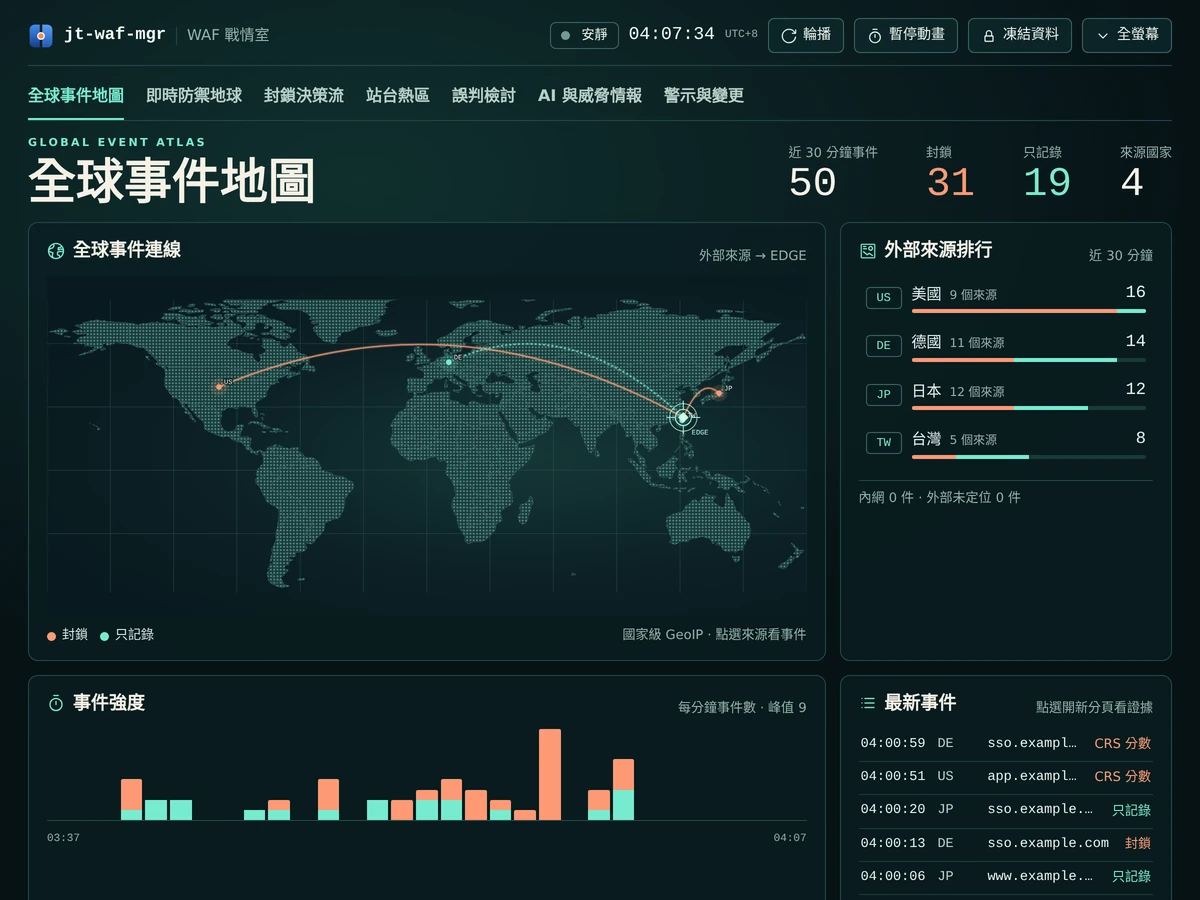 jt-waf-mgr WAF 戰情室 安靜 04:07:34 UTC+8 輪播 暫停動畫 凍結資料 全螢幕
全球事件地圖 即時防禦地球 封鎖決策流 站台熱區 誤判檢討 AI 與威脅情報 警示與變更
GLOBAL EVENT ATLAS
全球事件地圖
近 30 分鐘事件 封鎖 只記錄 來源國家
50 31 19 4
全球事件連線 外部來源 → EDGE
US
DE
JP
EDGE
封鎖 只記錄 國家級 GeoIP · 點選來源看事件
外部來源排行 近 30 分鐘
US 美國 9 個來源 16
DE 德國 11 個來源 14
JP 日本 12 個來源 12
TW 台灣 5 個來源 8
內網 0 件 · 外部未定位 0 件
事件強度 每分鐘事件數 · 峰值 9
03:37 04:07
最新事件 點選開新分頁看證據
04:00:59 DE sso.exampl… CRS 分數
04:00:51 US app.exampl… CRS 分數
04:00:20 JP sso.example.… 只記錄
04:00:13 DE sso.example.com 封鎖
04:00:06 JP www.example.… 只記錄